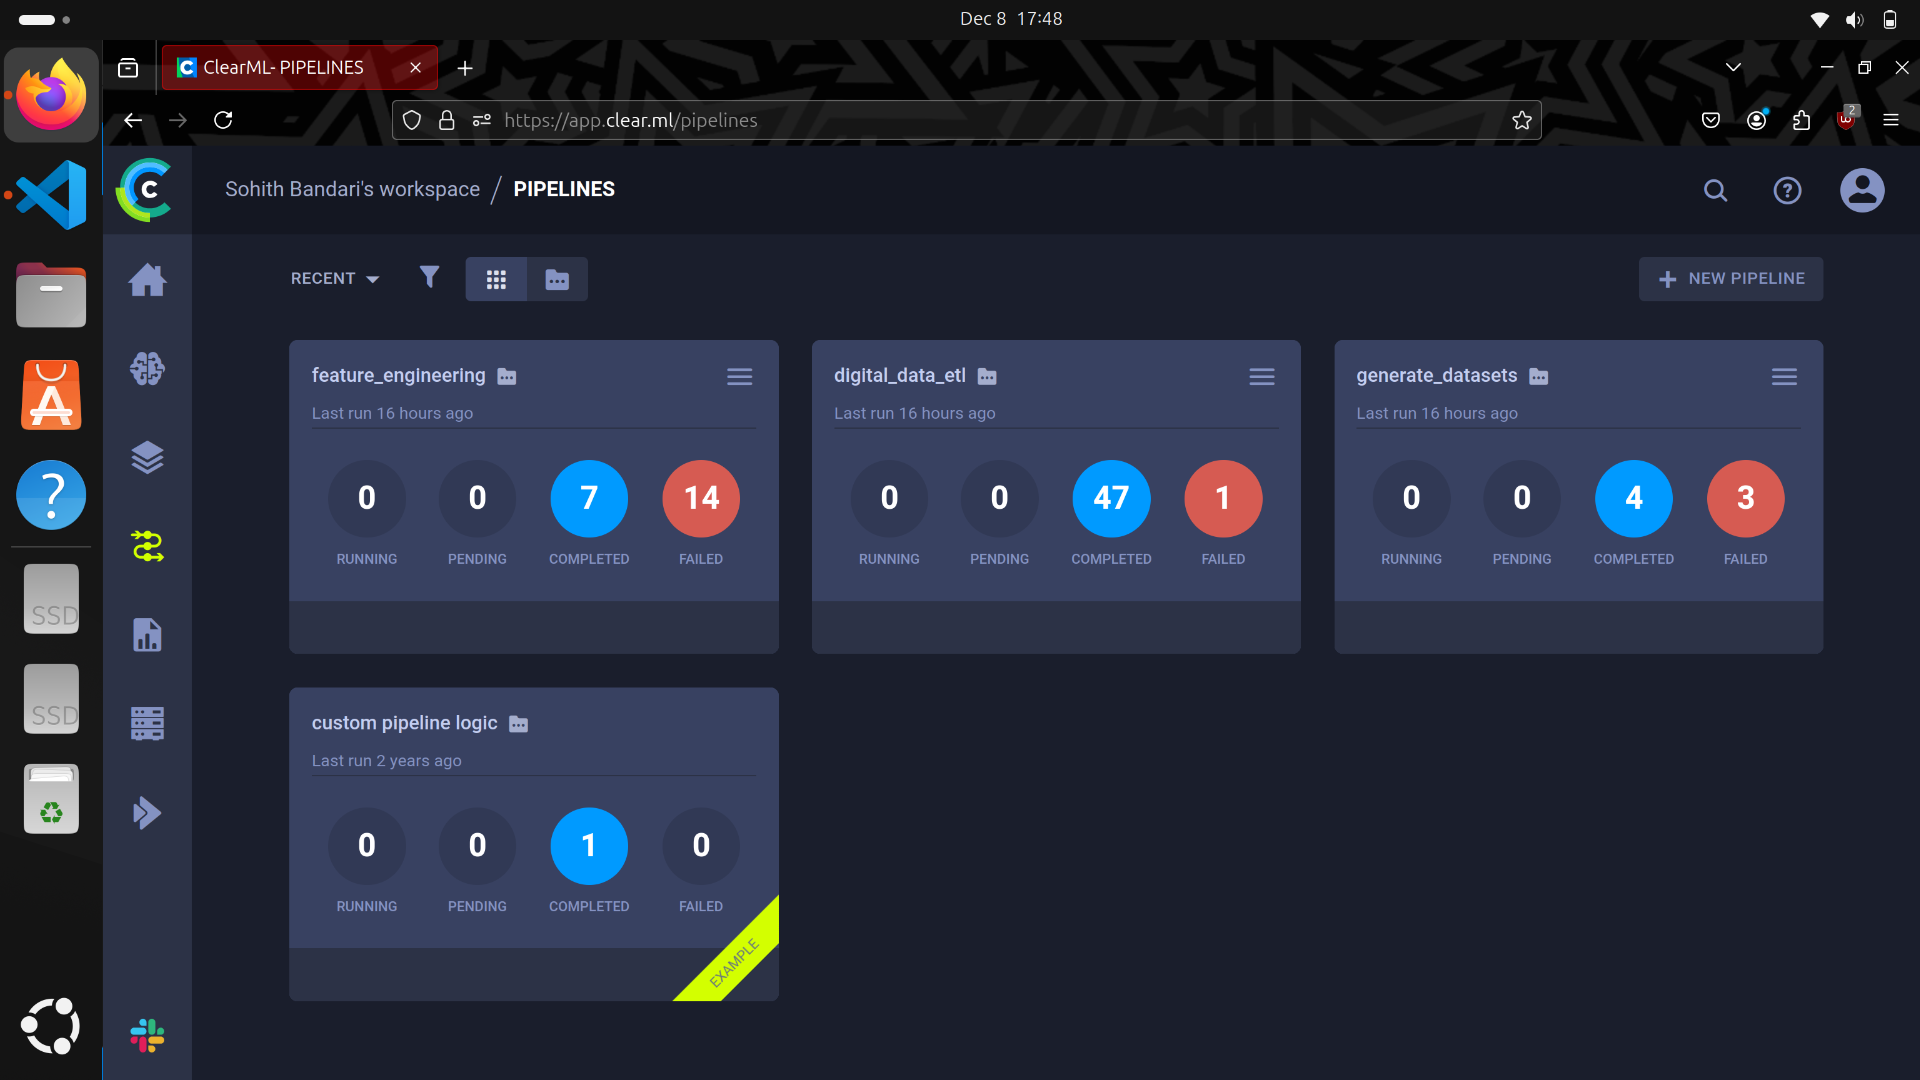 Dec 8 17:48
ClearML- PIPELINES
https://app.clear.ml/pipelines
2
Sohith Bandari's workspace / PIPELINES
RECENT
NEW PIPELINE
feature_engineering
Last run 16 hours ago
0 0 7 14
RUNNING PENDING COMPLETED FAILED
digital_data_etl
Last run 16 hours ago
0 0 47 1
RUNNING PENDING COMPLETED FAILED
generate_datasets
Last run 16 hours ago
0 0 4 3
RUNNING PENDING COMPLETED FAILED
custom pipeline logic
Last run 2 years ago
0 0 1 0
RUNNING PENDING COMPLETED FAILED
EXAMPLE
SSD
SSD